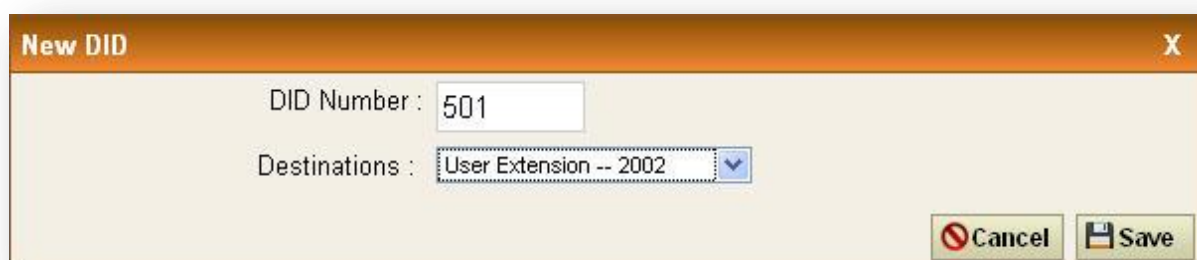 New DID X
DID Number : 501
Destinations : User Extension -- 2002
Cancel Save